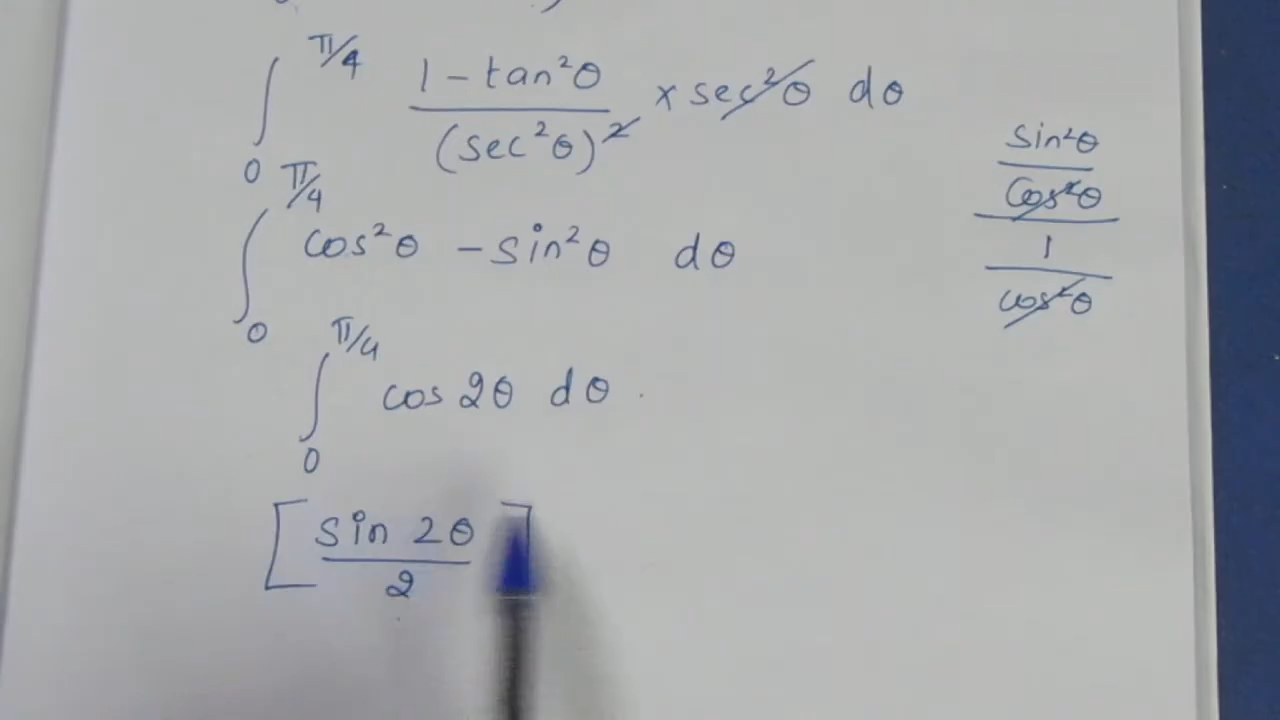 ∫₀^π/4 (1 - tan²θ)/(sec²θ)² × sec²θ dθ
∫₀^π/4 cos²θ - sin²θ dθ
∫₀^π/4 cos 2θ dθ
[sin 2θ/2]
sin²θ
cos²θ
1
cos²θ